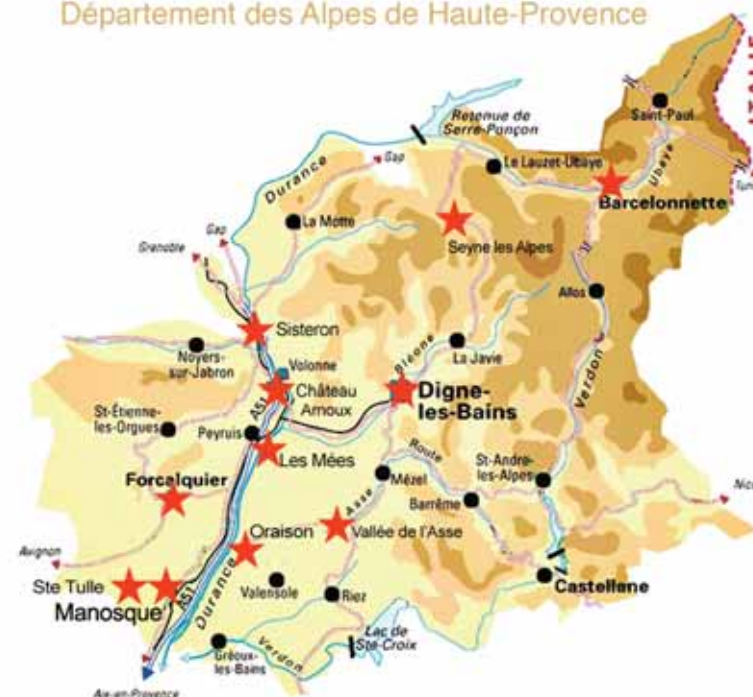 Département des Alpes de Haute-Provence
ITALIE
Retenue de
Serre-Ponçon
Saint-Paul
Gap
Le Lauzet-Ubaye
Ubaye
Durance
Barcelonnette
La Motte
Gap
Grenoble
Seyne les Alpes
Allos
Sisteron
Noyers-
sur-Jabron
Volonne
Bléone
La Javie
Verdon
Château
Arnoux
Digne-
les-Bains
A51
St-Étienne-
les-Orgues
Peyruis
Les Mées
Route
St-André-
les-Alpes
Mézel
Forcalquier
Barrême
Asse
Oraison
Vallée de l'Asse
Avignon
Ste Tulle
Manosque
A51
Durance
Valensole
Riez
Castellane
Lac de
Ste-Croix
Gréoux-
les-Bains
Verdon
Aix-en-Provence